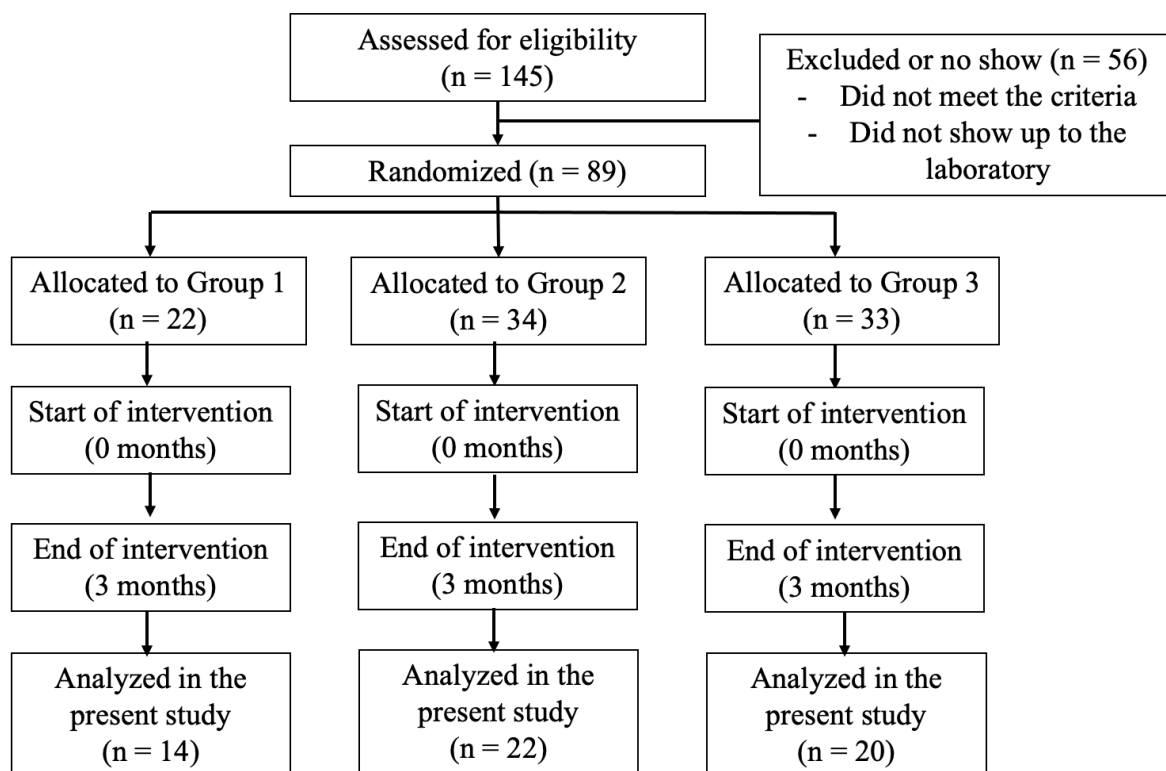 Assessed for eligibility
(n = 145)
Excluded or no show (n = 56)
- Did not meet the criteria
- Did not show up to the
laboratory
Randomized (n = 89)
Allocated to Group 1
(n = 22)
Allocated to Group 2
(n = 34)
Allocated to Group 3
(n = 33)
Start of intervention
(0 months)
Start of intervention
(0 months)
Start of intervention
(0 months)
End of intervention
(3 months)
End of intervention
(3 months)
End of intervention
(3 months)
Analyzed in the
present study
(n = 14)
Analyzed in the
present study
(n = 22)
Analyzed in the
present study
(n = 20)